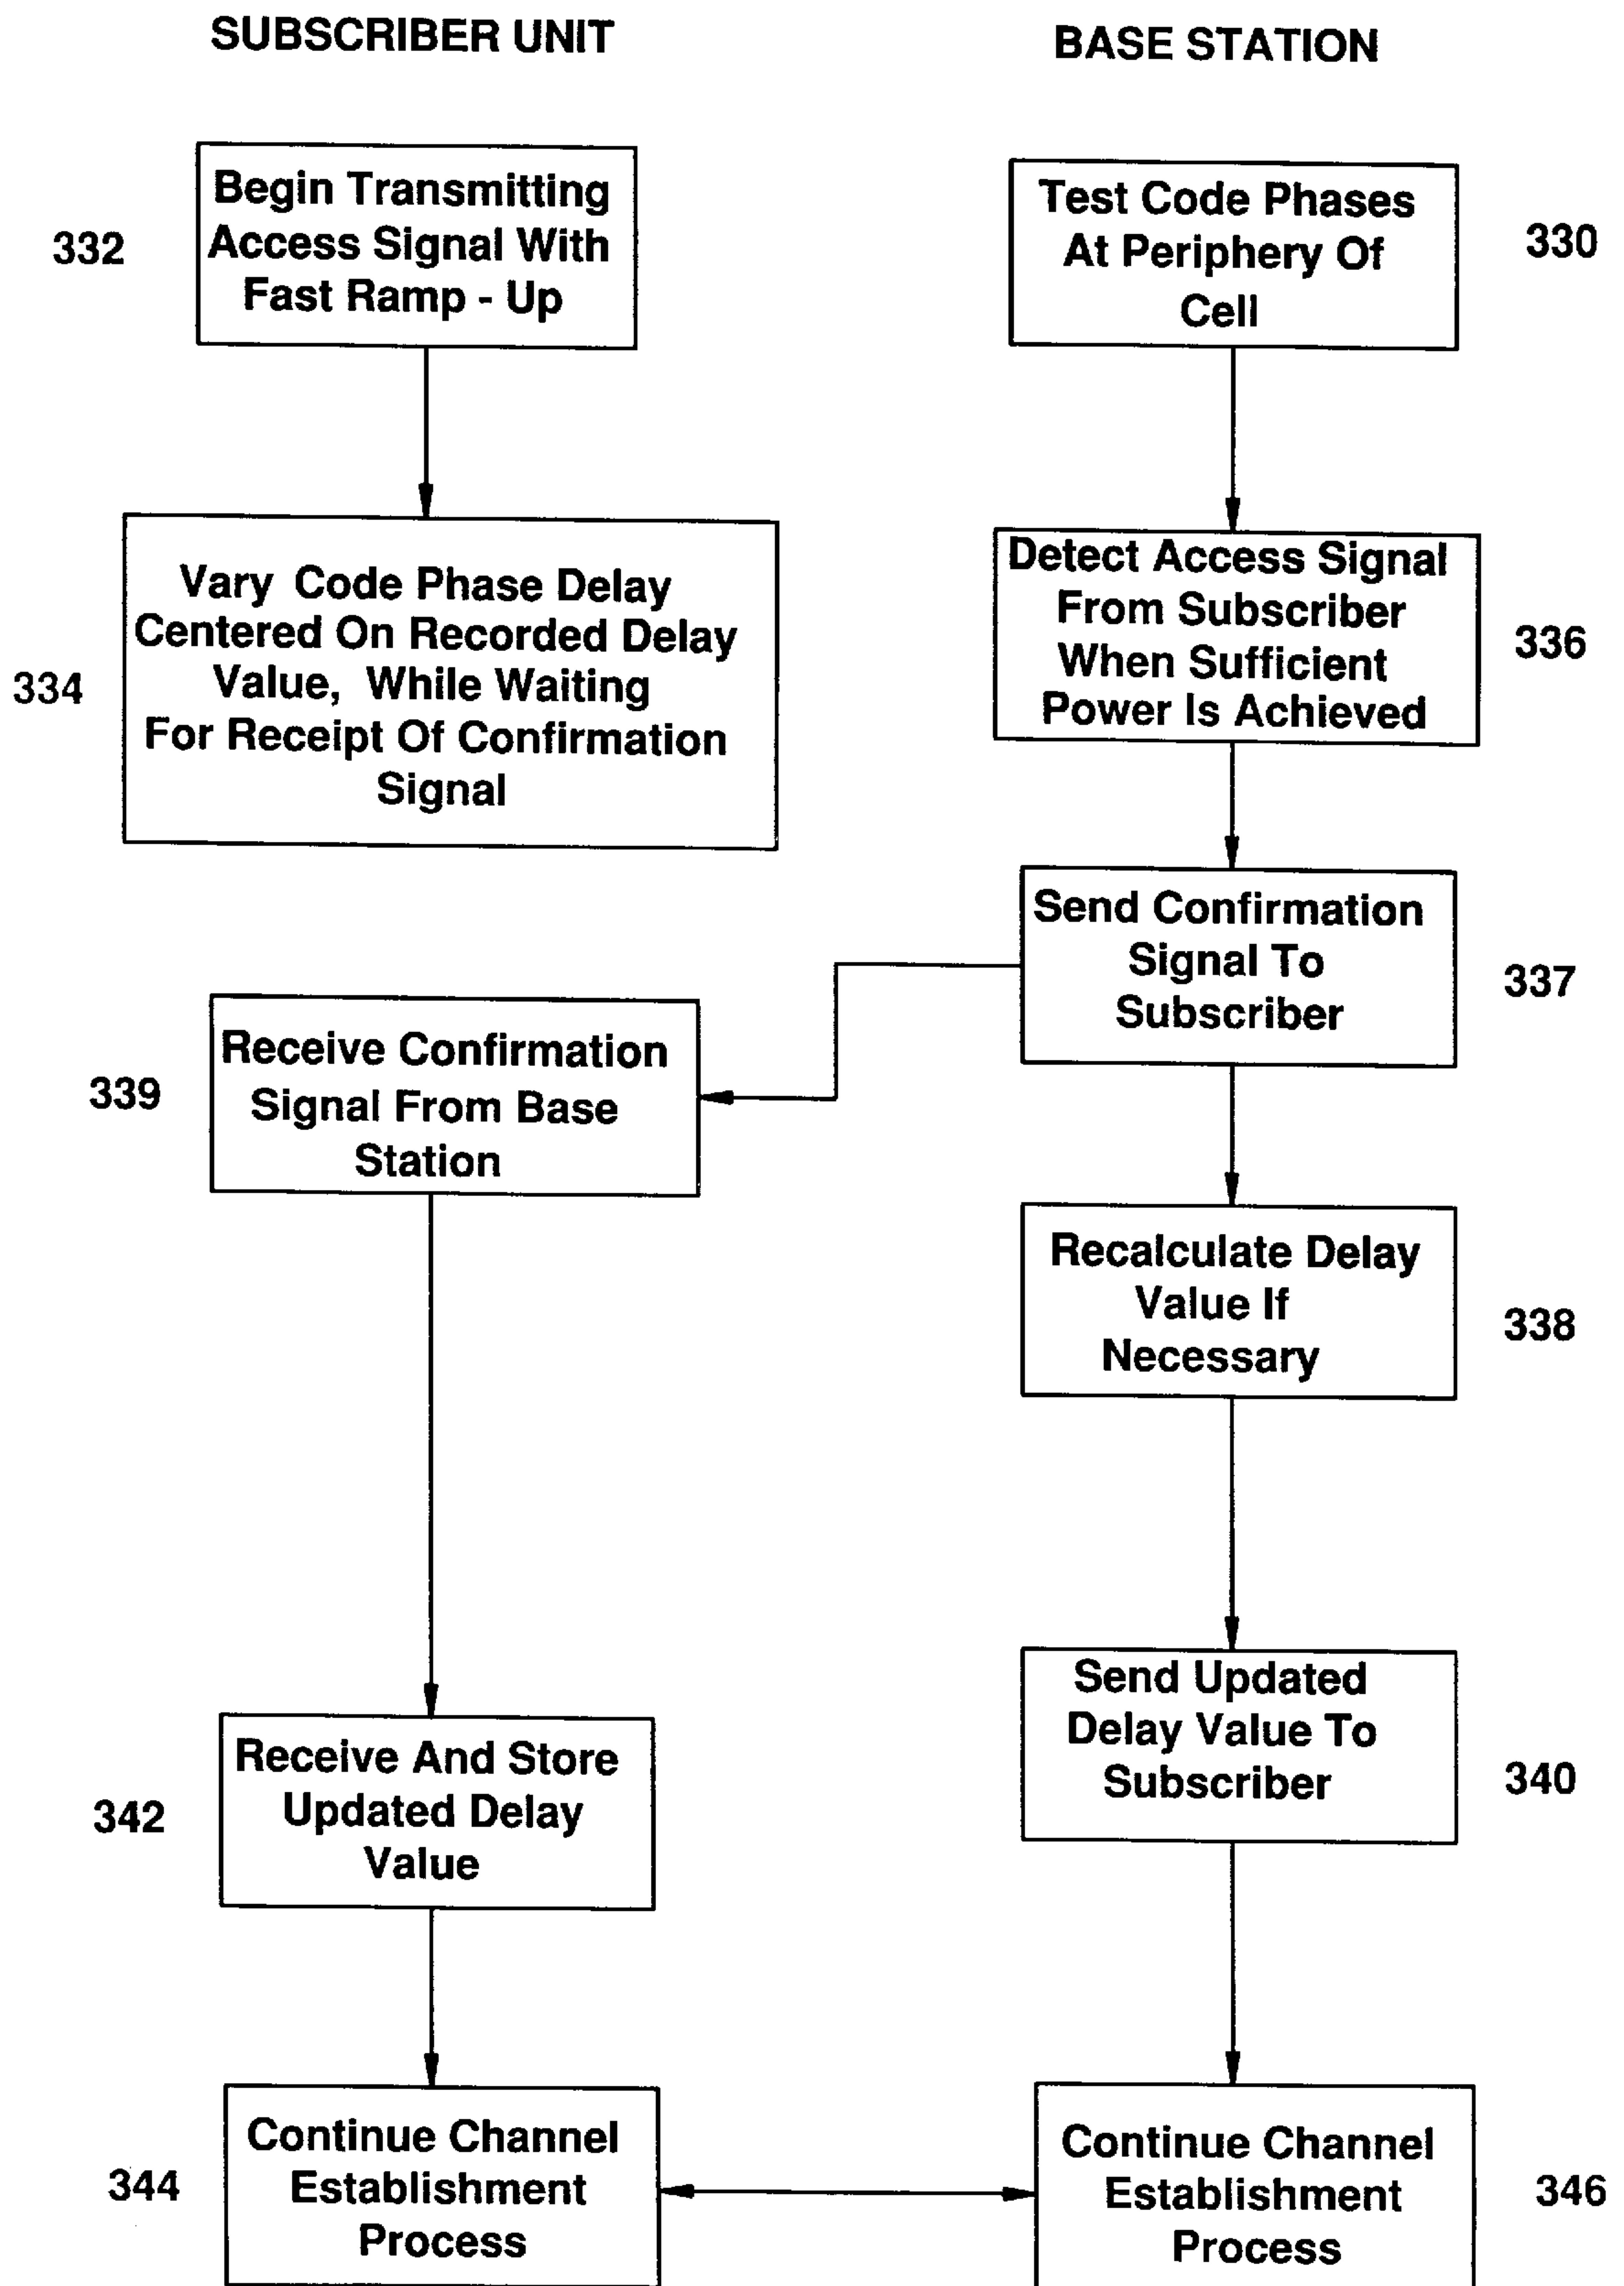 SUBSCRIBER UNIT
BASE STATION
332
Begin Transmitting
Access Signal With
Fast Ramp - Up
Test Code Phases
At Periphery Of
Cell
330
334
Vary Code Phase Delay
Centered On Recorded Delay
Value, While Waiting
For Receipt Of Confirmation
Signal
Detect Access Signal
From Subscriber
When Sufficient
Power Is Achieved
336
Send Confirmation
Signal To
Subscriber
337
339
Receive Confirmation
Signal From Base
Station
Recalculate Delay
Value If
Necessary
338
Send Updated
Delay Value To
Subscriber
340
342
Receive And Store
Updated Delay
Value
344
Continue Channel
Establishment
Process
Continue Channel
Establishment
Process
346